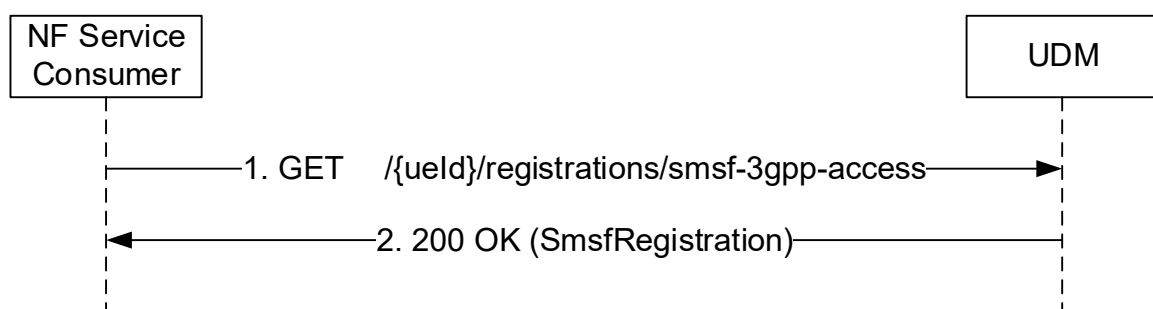 NF Service
Consumer
UDM
1. GET /{ueId}/registrations/smsf-3gpp-access
2. 200 OK (SmsfRegistration)